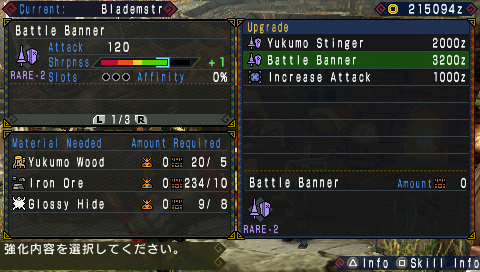 Current: Blademstr
215094z
Battle Banner
Attack 120
Shrpnss +1
RARE-2 Slots Affinity 0%
L 1/3 R
Material Needed Amount Required
Yukumo Wood 0 20/ 5
Iron Ore 0 234/10
Glossy Hide 0 9/ 8
Upgrade
Yukumo Stinger 2000z
Battle Banner 3200z
Increase Attack 1000z
Battle Banner Amount 0
RARE-2
強化内容を選択してください。
△ Info □ Skill Info